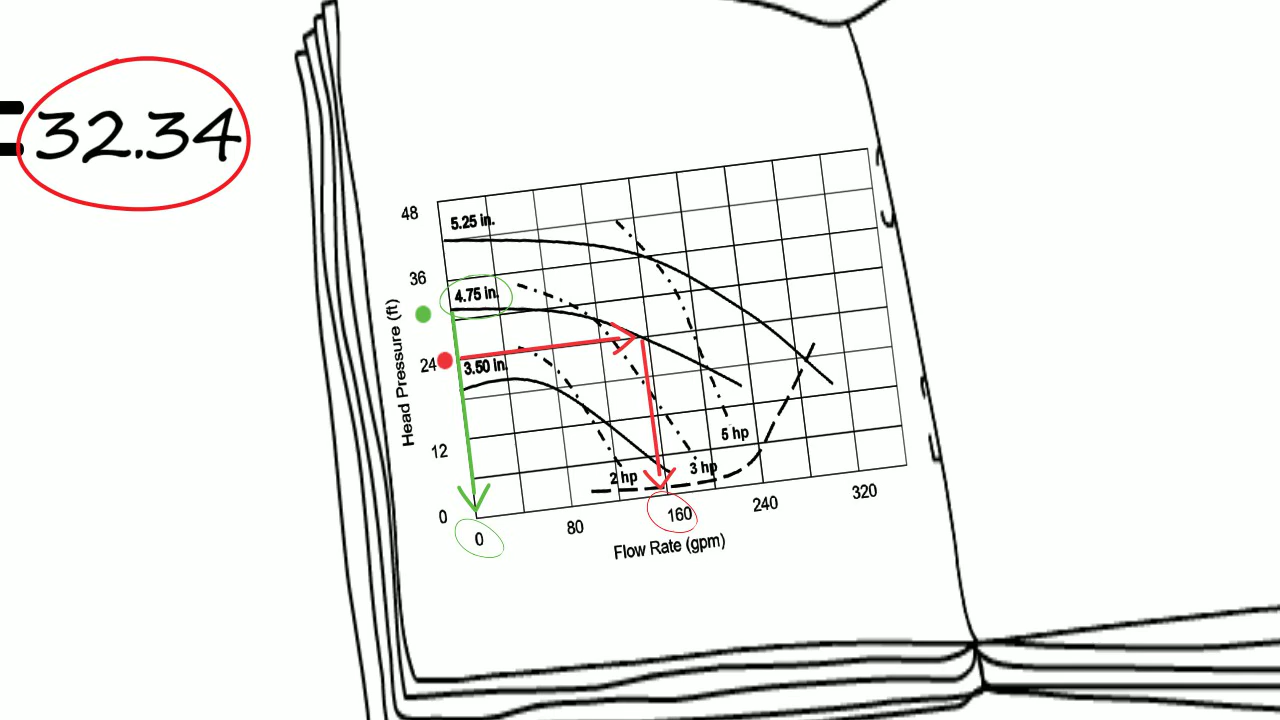 =32.34
48
5.25 in.
36
4.75 in.
24
3.50 in.
Head Pressure (ft)
5 hp
3 hp
2 hp
0
0
80
160
240
320
Flow Rate (gpm)